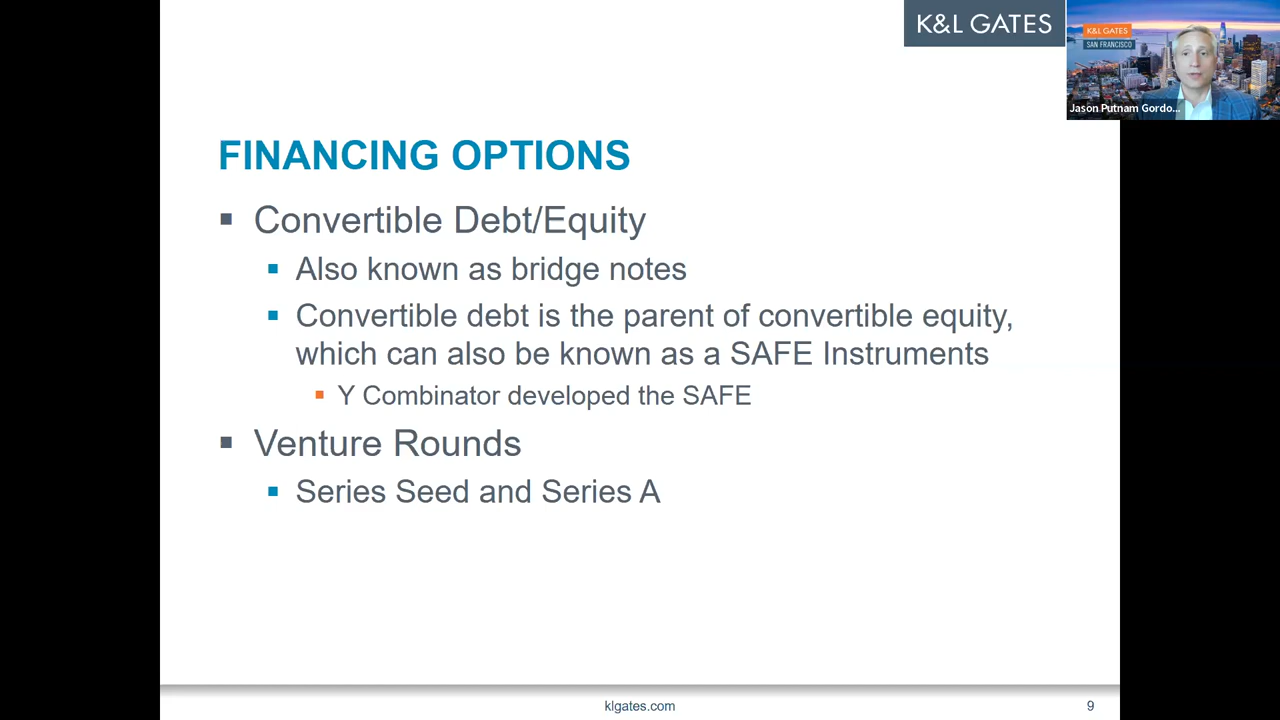 K&L GATES
K&L GATES
SAN FRANCISCO
Jason Putnam Gordo...
FINANCING OPTIONS
Convertible Debt/Equity
Also known as bridge notes
Convertible debt is the parent of convertible equity,
which can also be known as a SAFE Instruments
Y Combinator developed the SAFE
Venture Rounds
Series Seed and Series A
klgates.com
9